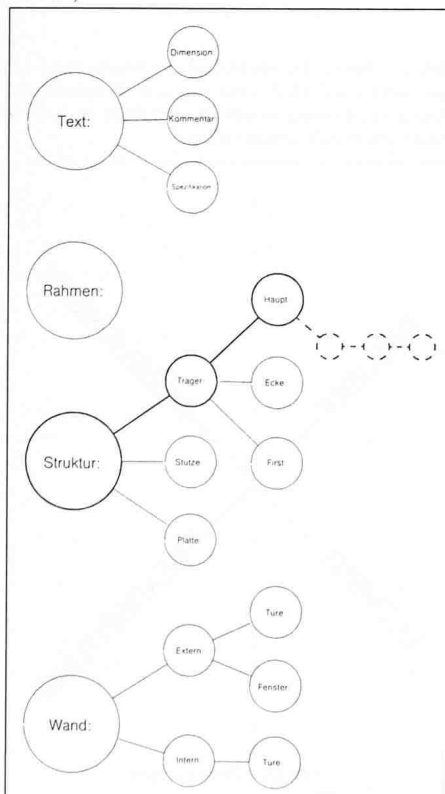 Dimension
Text:
Kommentar
Spezifikation
Rahmen:
Haupt
Trager
Ecke
Struktur:
Stutze
First
Platte
Ture
Extern
Fenster
Wand:
Intern
Ture